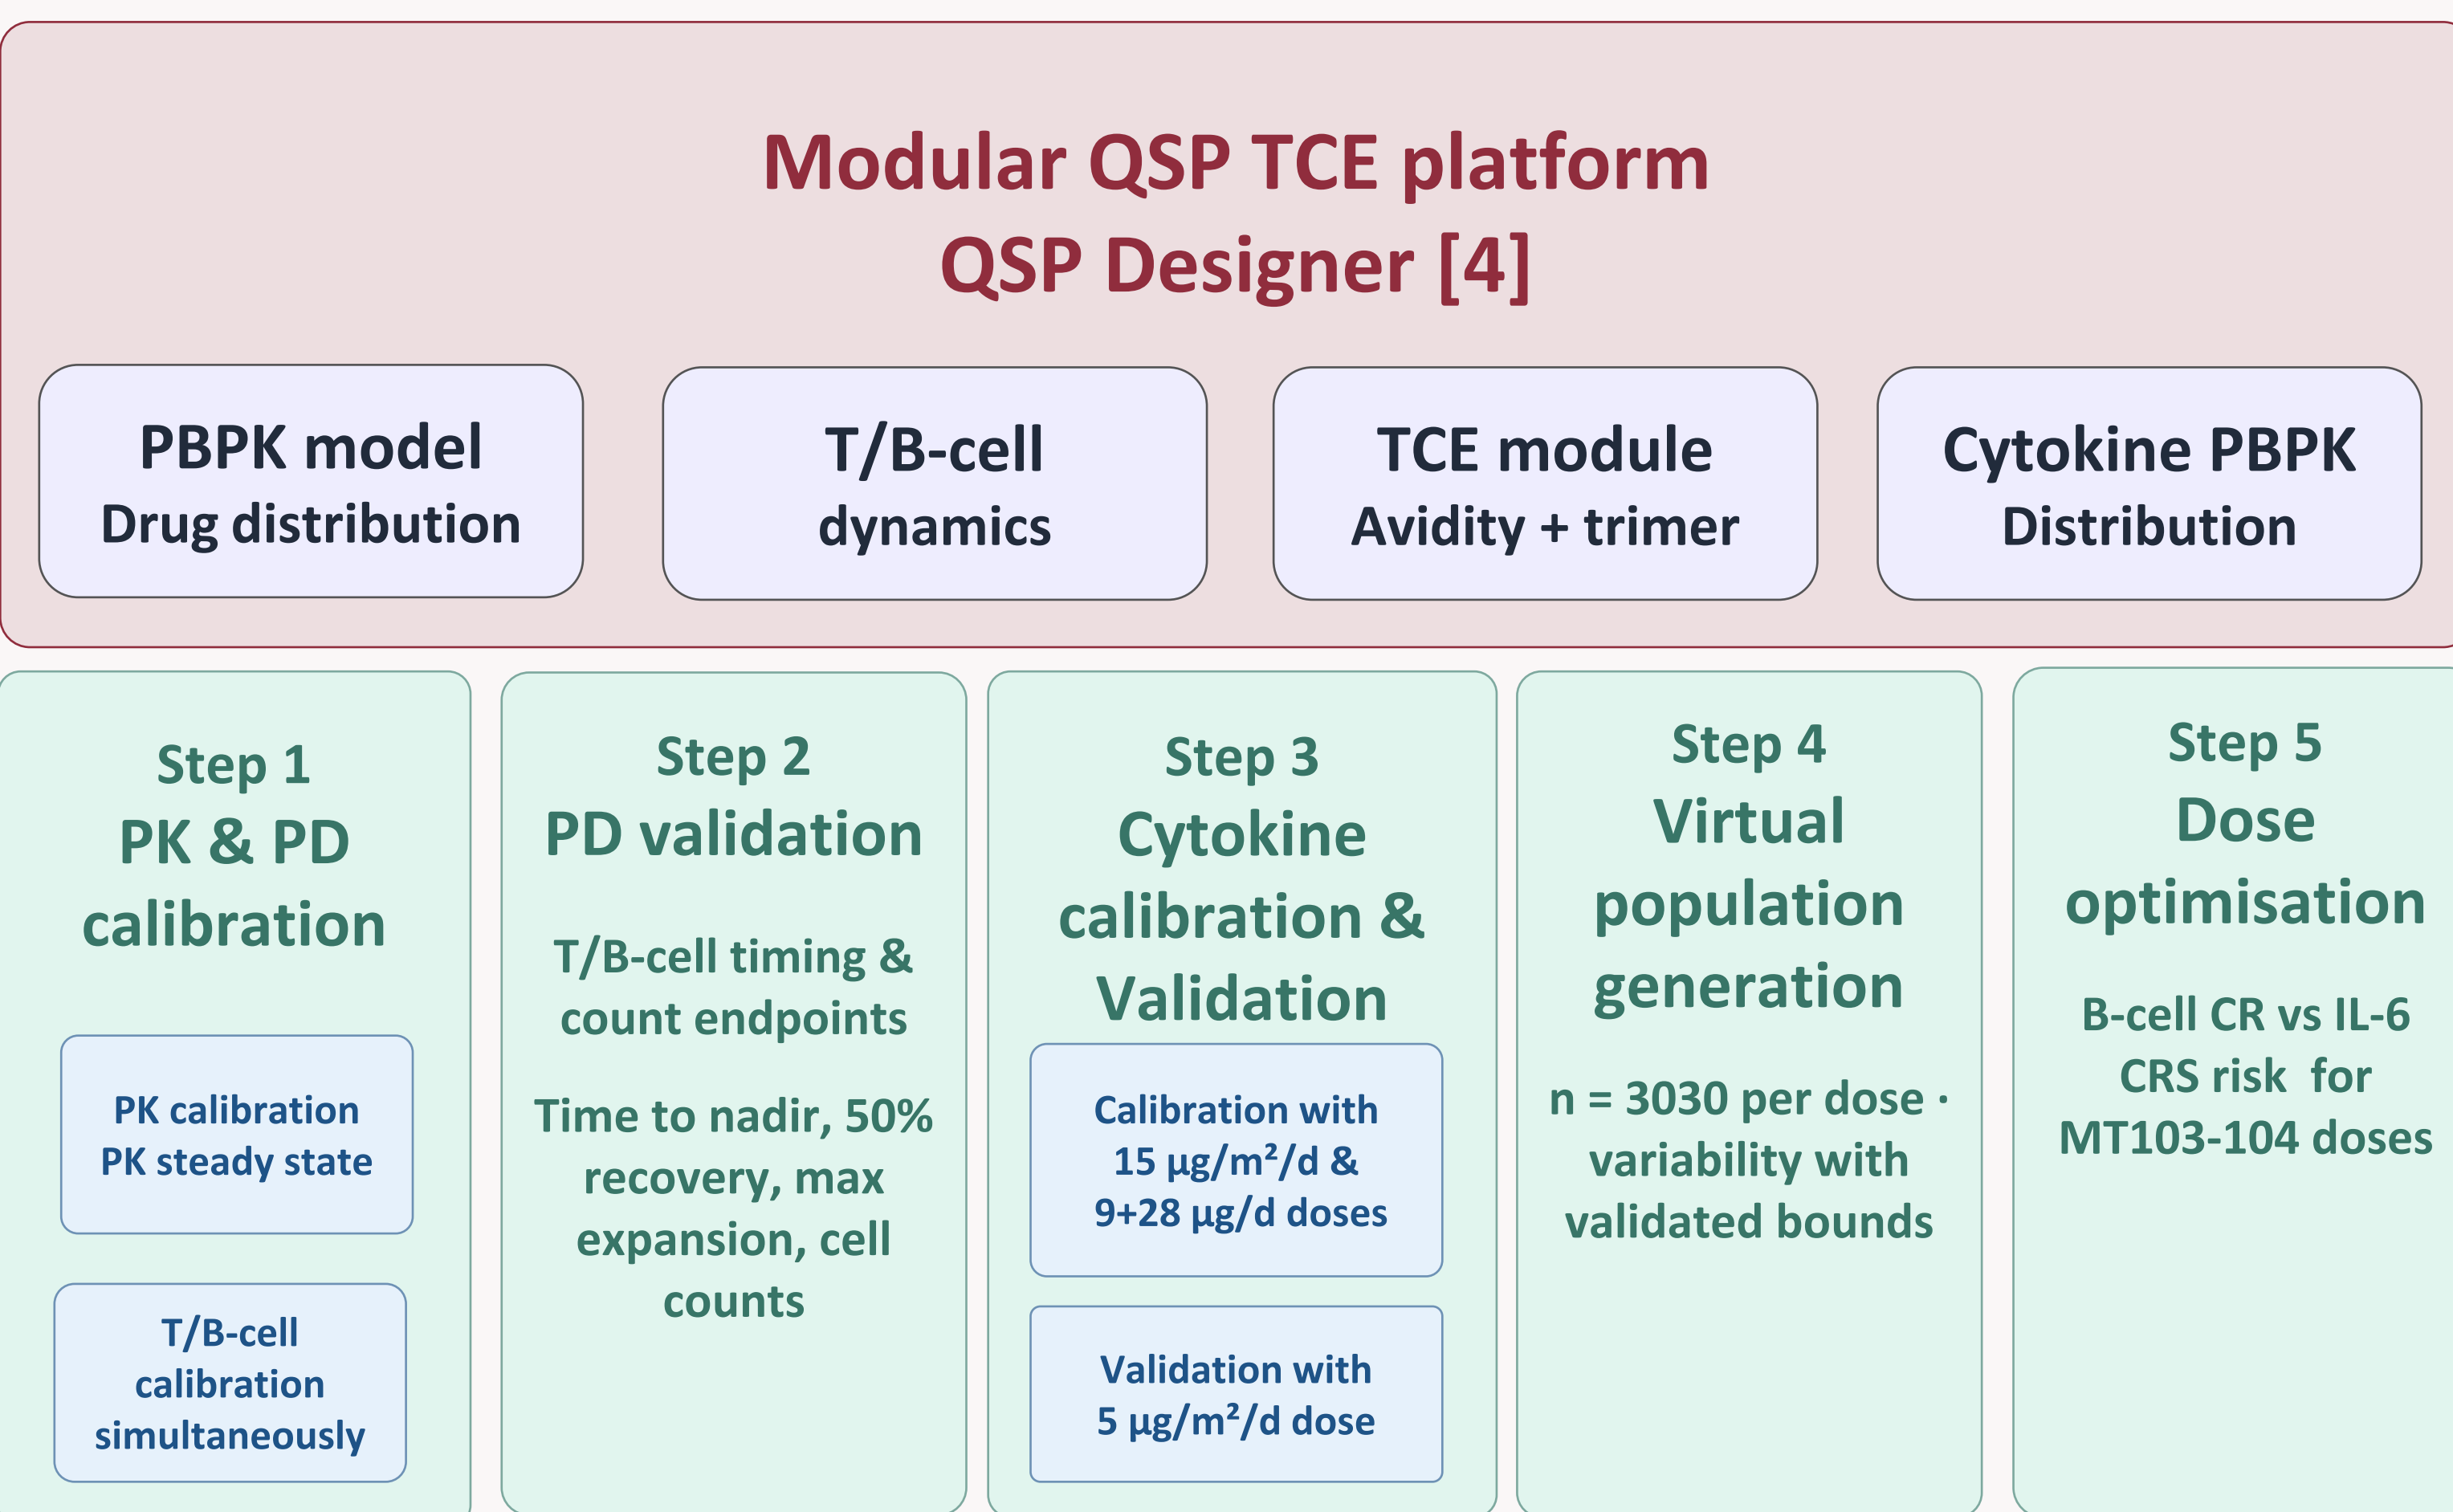 Modular QSP TCE platform
QSP Designer [4]
PBPK model
Drug distribution
T/B-cell
dynamics
TCE module
Avidity + trimer
Cytokine PBPK
Distribution
Step 1
PK & PD
calibration
PK calibration
PK steady state
T/B-cell
calibration
simultaneously
Step 2
PD validation
T/B-cell timing &
count endpoints
Time to nadir, 50%
recovery, max
expansion, cell
counts
Step 3
Cytokine
calibration &
Validation
Calibration with
15 µg/m²/d &
9+28 µg/d doses
Validation with
5 µg/m²/d dose
Step 4
Virtual
population
generation
n = 3030 per dose ·
variability with
validated bounds
Step 5
Dose
optimisation
B-cell CR vs IL-6
CRS risk  for
MT103-104 doses